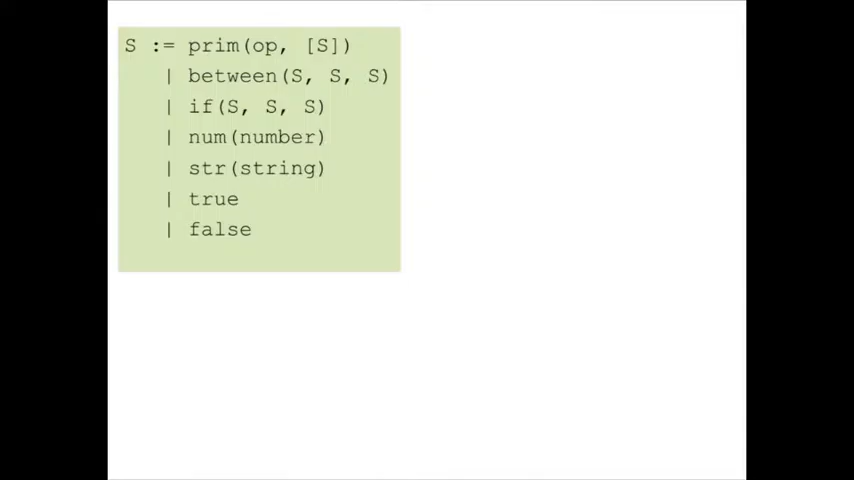 S := prim(op, [S])
| between(S, S, S)
| if(S, S, S)
| num(number)
| str(string)
| true
| false